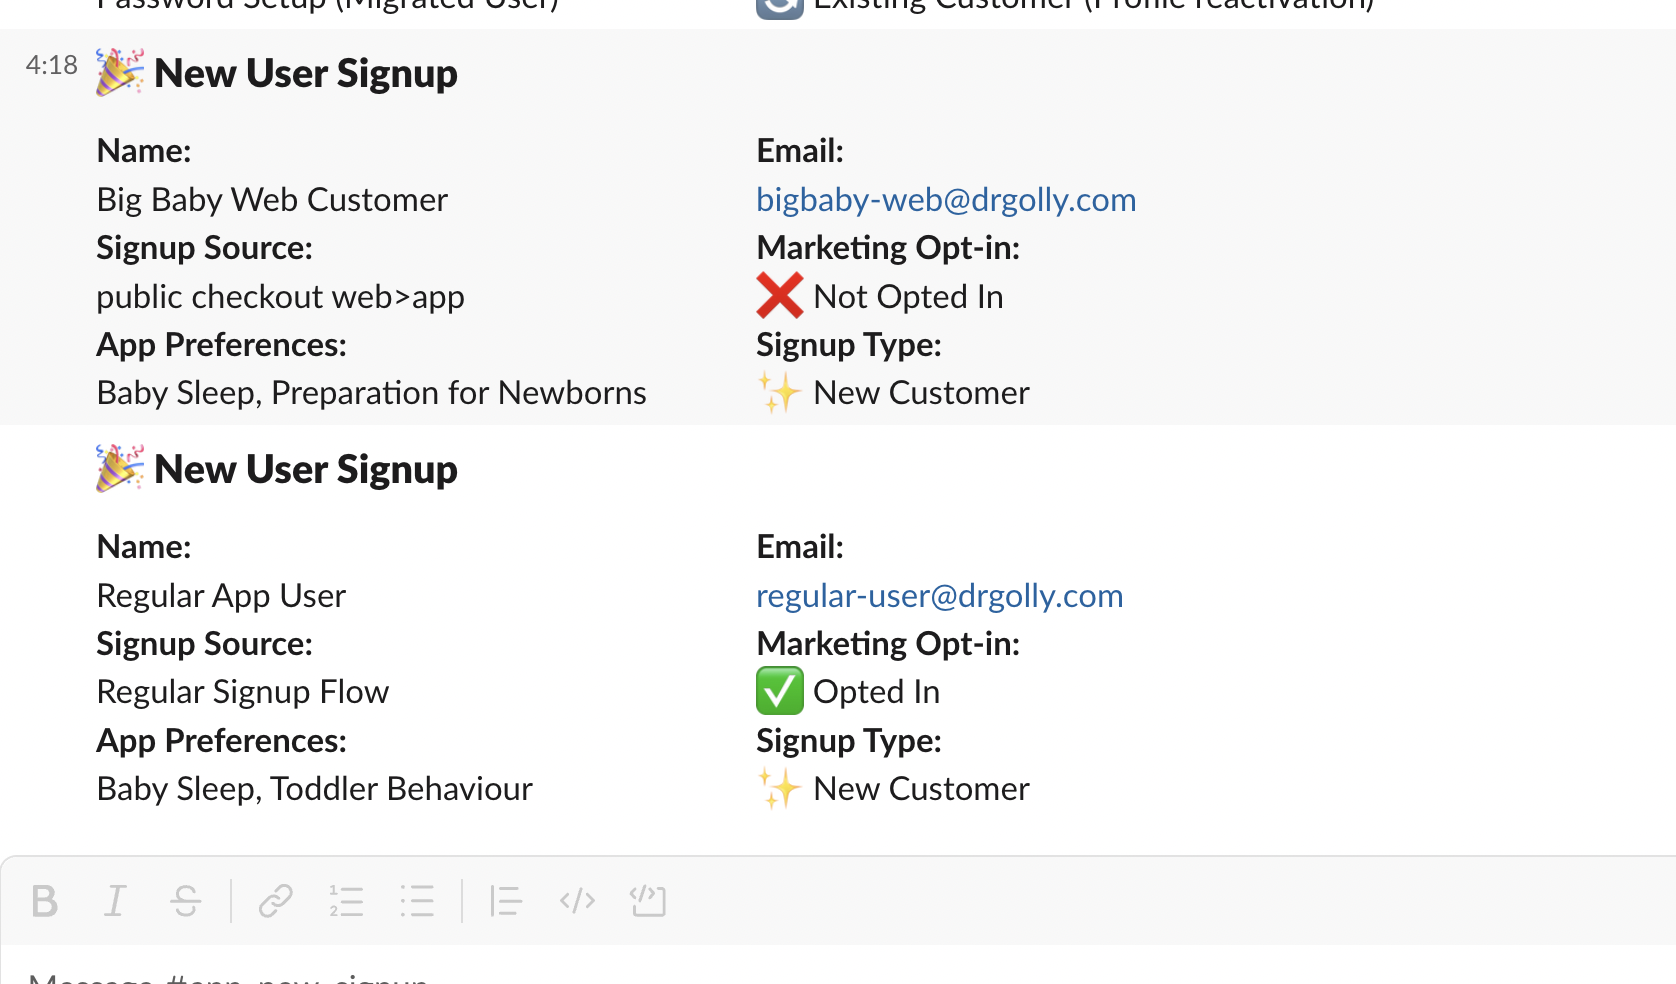 Password Setup (Migrated User)
Existing Customer (Profile reactivation)
4:18
New User Signup
Name:
Big Baby Web Customer
Email:
bigbaby-web@drgolly.com
Signup Source:
public checkout web>app
Marketing Opt-in:
Not Opted In
App Preferences:
Baby Sleep, Preparation for Newborns
Signup Type:
New Customer
New User Signup
Name:
Regular App User
Email:
regular-user@drgolly.com
Signup Source:
Regular Signup Flow
Marketing Opt-in:
Opted In
App Preferences:
Baby Sleep, Toddler Behaviour
Signup Type:
New Customer
Message #app_new_signup